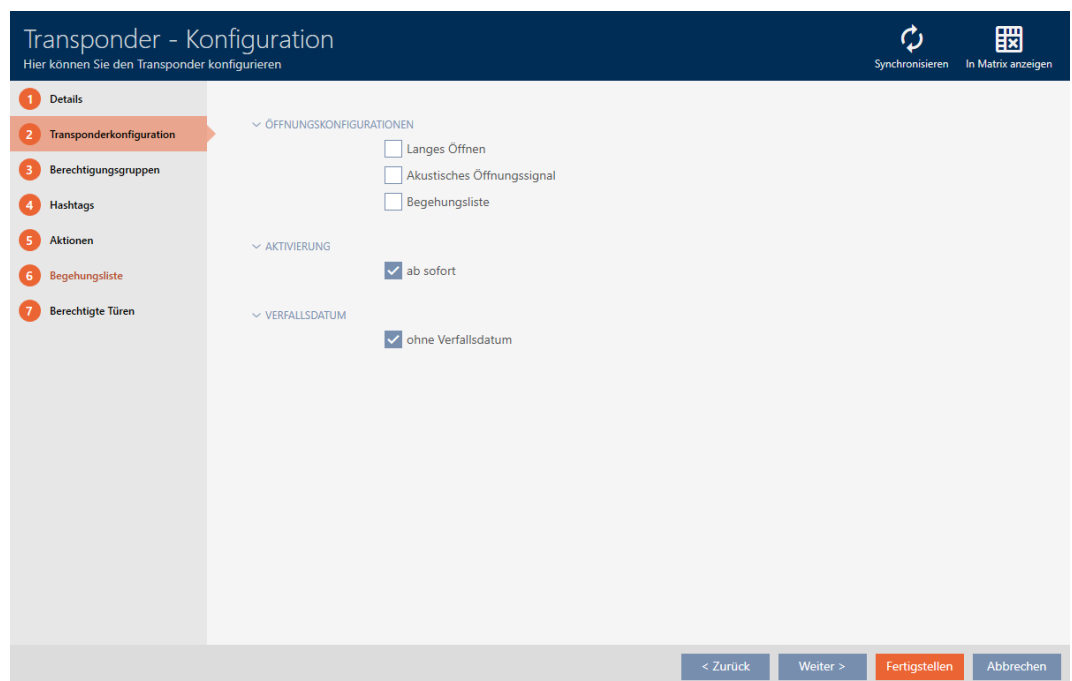 Transponder - Konfiguration
Hier können Sie den Transponder konfigurieren
Synchronisieren
In Matrix anzeigen
1 Details
2 Transponderkonfiguration
3 Berechtigungsgruppen
4 Hashtags
5 Aktionen
6 Begehungsliste
7 Berechtigte Türen
ÖFFNUNGSKONFIGURATIONEN
Langes Öffnen
Akustisches Öffnungssignal
Begehungsliste
AKTIVIERUNG
ab sofort
VERFALLSDATUM
ohne Verfallsdatum
< Zurück
Weiter >
Fertigstellen
Abbrechen